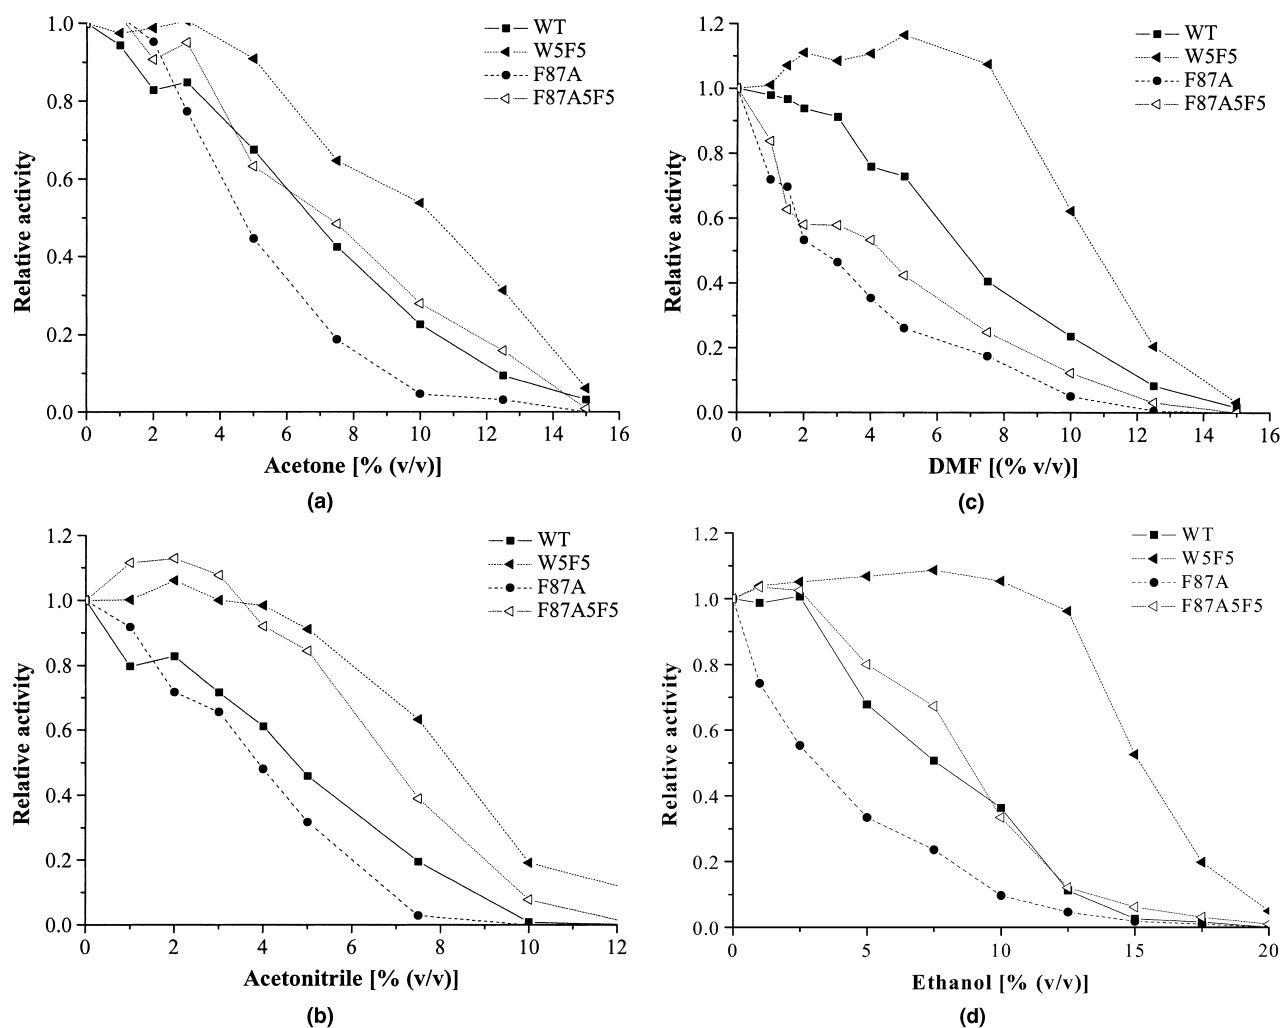 1.0
0.8
0.6
0.4
0.2
0.0
Relative activity
WT
W5F5
F87A
F87A5F5
0 2 4 6 8 10 12 14 16
Acetone [% (v/v)]
(a)
1.2
1.0
0.8
0.6
0.4
0.2
0.0
Relative activity
WT
W5F5
F87A
F87A5F5
0 2 4 6 8 10 12 14 16
DMF [(% v/v)]
(c)
1.2
1.0
0.8
0.6
0.4
0.2
0.0
Relative activity
WT
W5F5
F87A
F87A5F5
0 2 4 6 8 10 12
Acetonitrile [% (v/v)]
(b)
1.2
1.0
0.8
0.6
0.4
0.2
0.0
Relative activity
WT
W5F5
F87A
F87A5F5
0 5 10 15 20
Ethanol [% (v/v)]
(d)